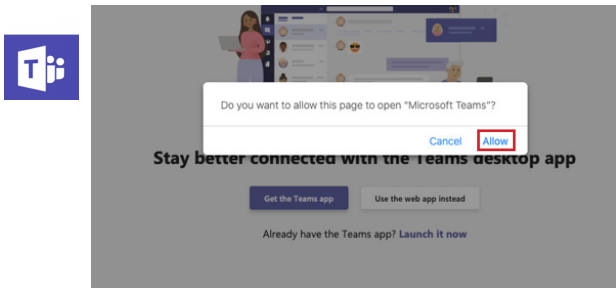 T
Do you want to allow this page to open "Microsoft Teams"?
Cancel Allow
Stay better connected with the Teams desktop app
Get the Teams app Use the web app instead
Already have the Teams app? Launch it now